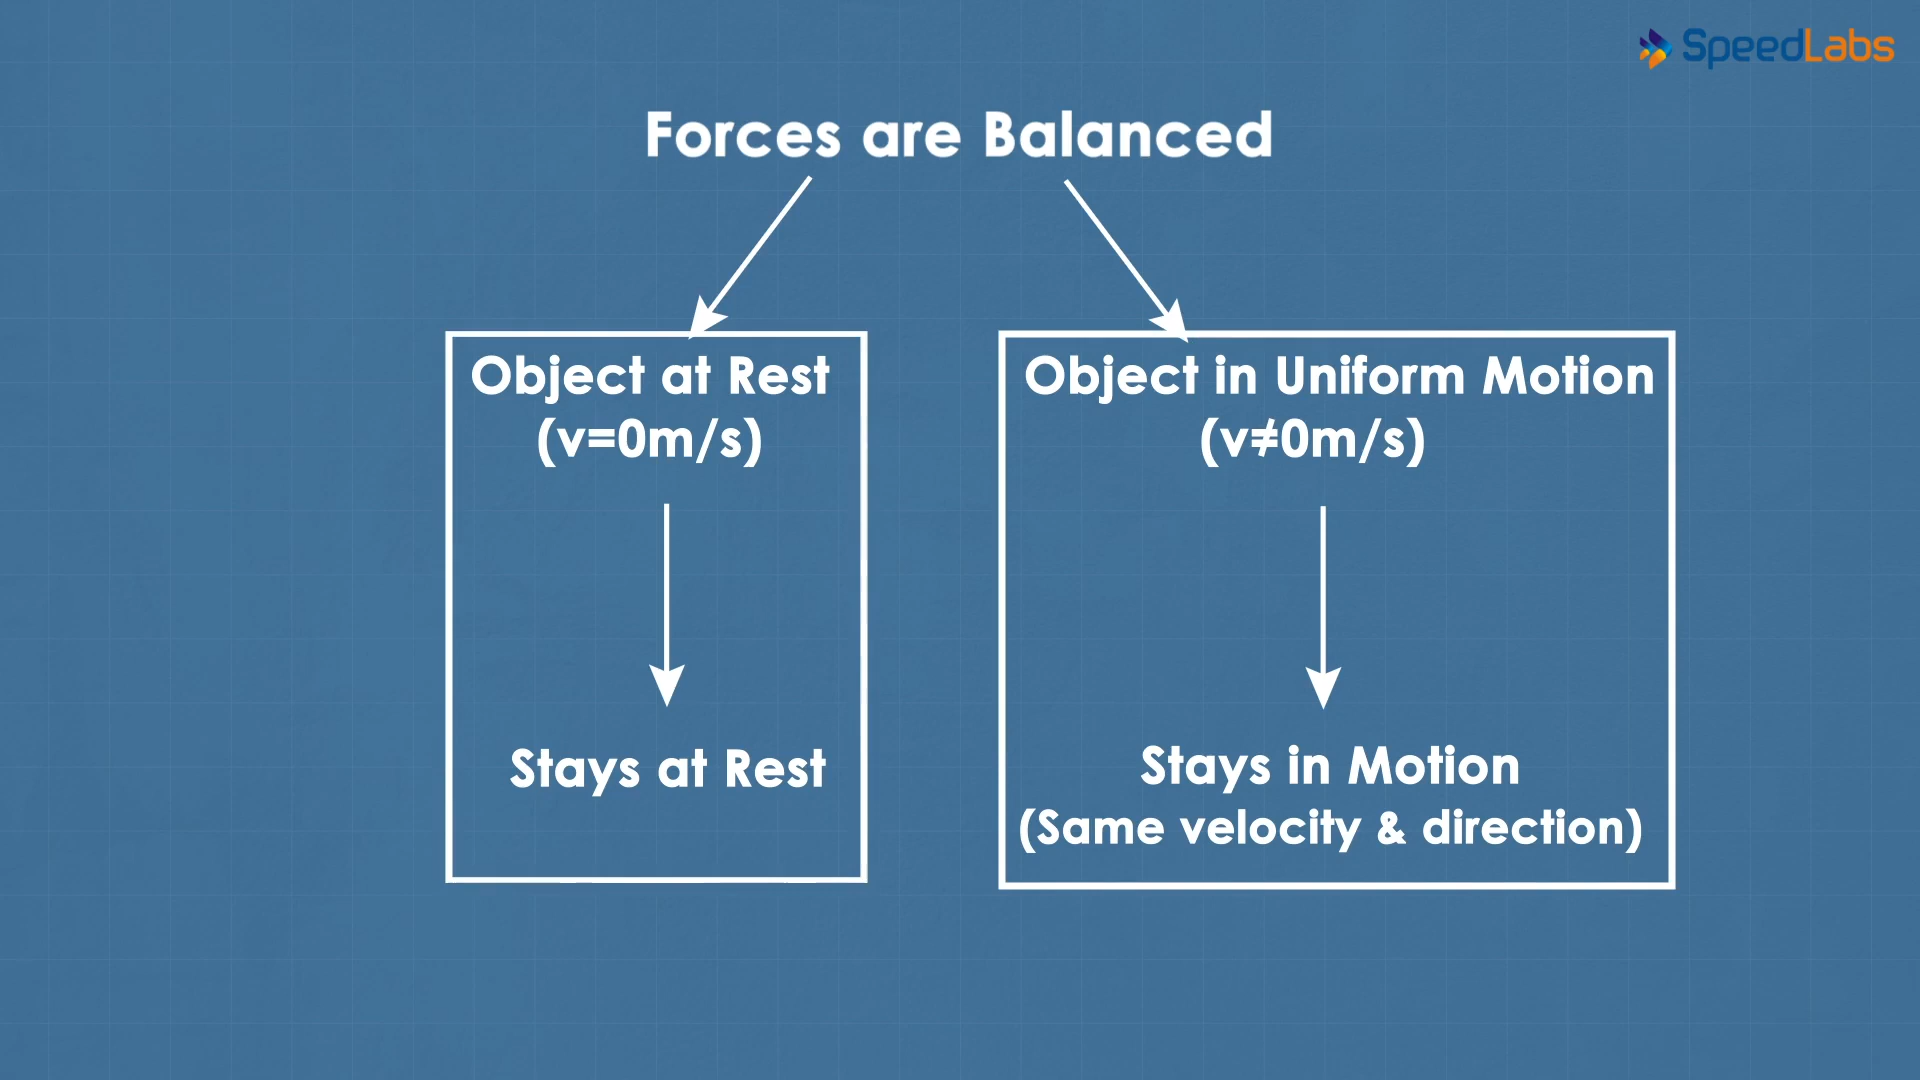 SpeedLabs
Forces are Balanced
Object at Rest
(v=0m/s)
Stays at Rest
Object in Uniform Motion
(v≠0m/s)
Stays in Motion
(Same velocity & direction)